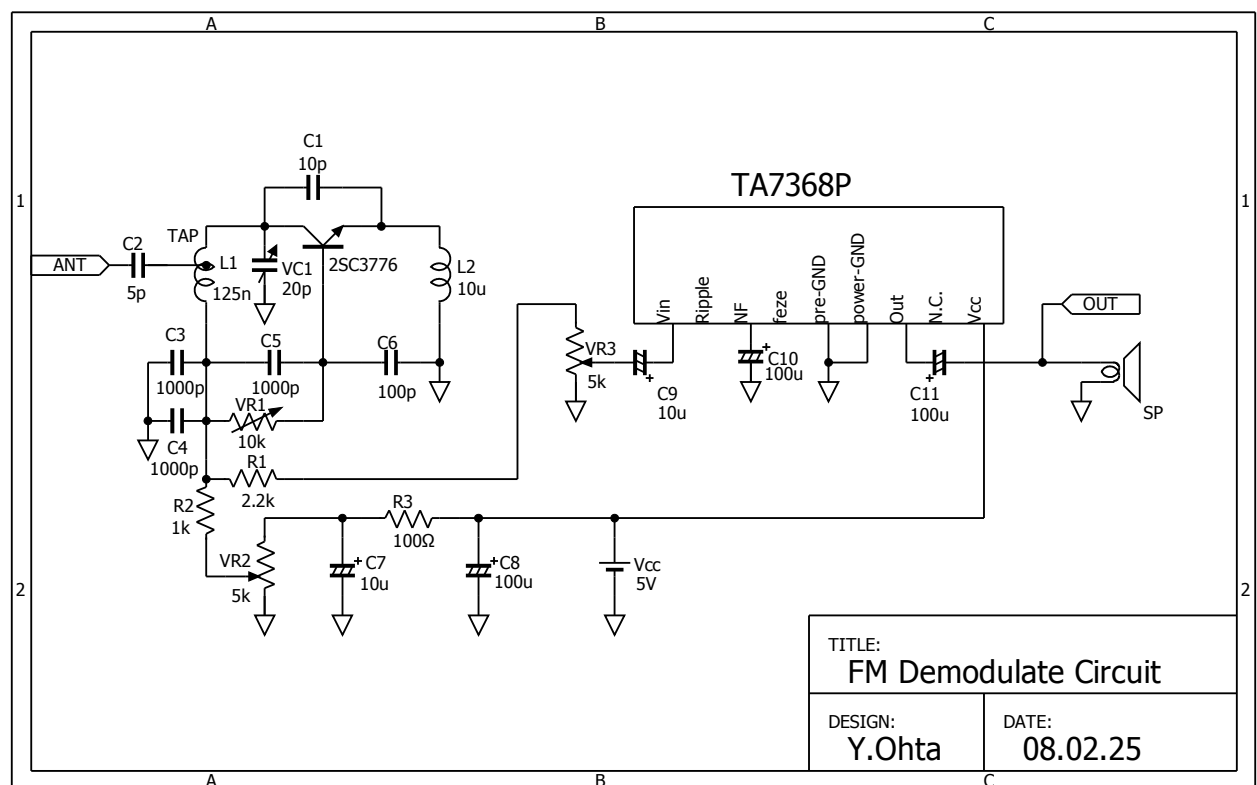 A
B
C
1
1
C1
10p
TA7368P
TAP
C2
ANT
5p
L1
125n
VC1
20p
2SC3776
L2
10u
Vin
Ripple
NF
feze
pre-GND
power-GND
Out
N.C.
Vcc
OUT
C3
1000p
C5
1000p
C6
100p
VR3
5k
C9
10u
C10
100u
C11
100u
SP
VR1
10k
C4
1000p
R1
2.2k
R2
1k
R3
100Ω
VR2
5k
C7
10u
C8
100u
Vcc
5V
2
2
TITLE:
FM Demodulate Circuit
DESIGN:
Y.Ohta
DATE:
08.02.25
A
B
C